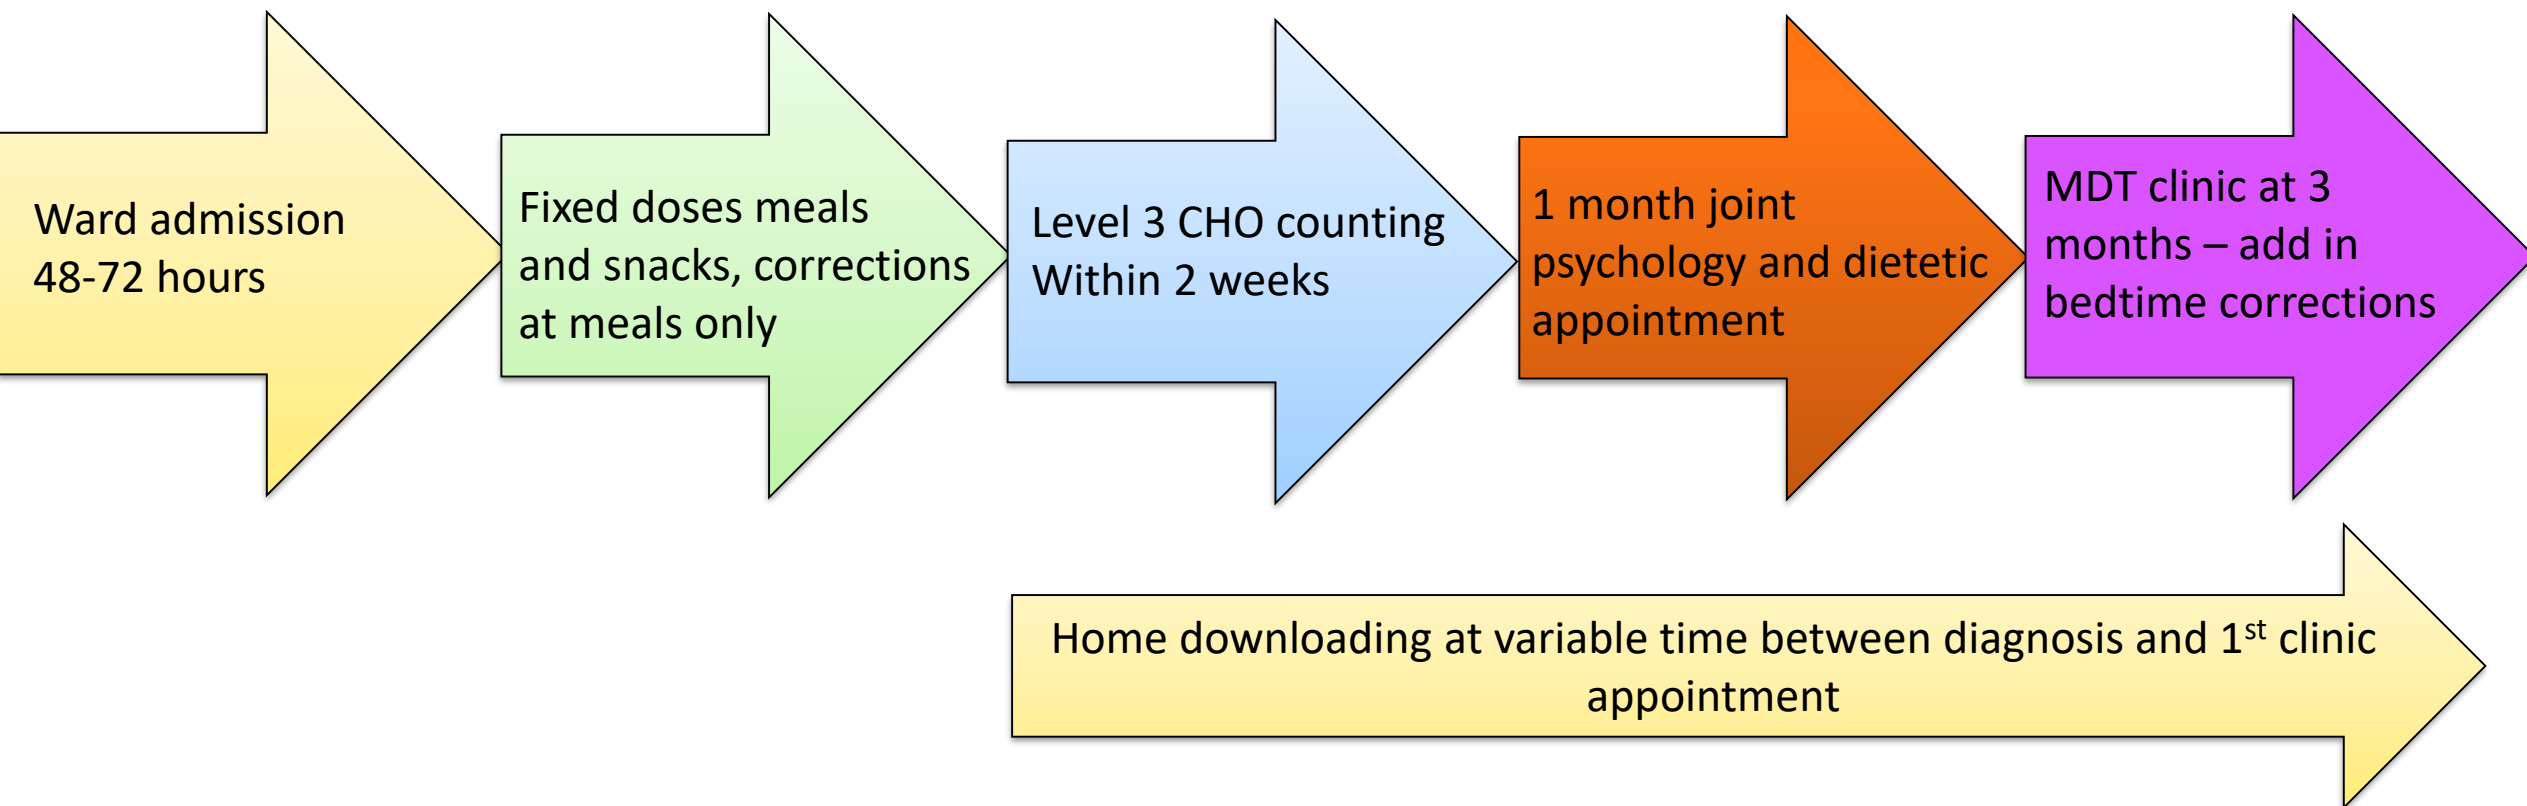 Ward admission
48-72 hours
Fixed doses meals
and snacks, corrections
at meals only
Level 3 CHO counting
Within 2 weeks
1 month joint
psychology and dietetic
appointment
MDT clinic at 3
months – add in
bedtime corrections
Home downloading at variable time between diagnosis and 1st clinic
appointment